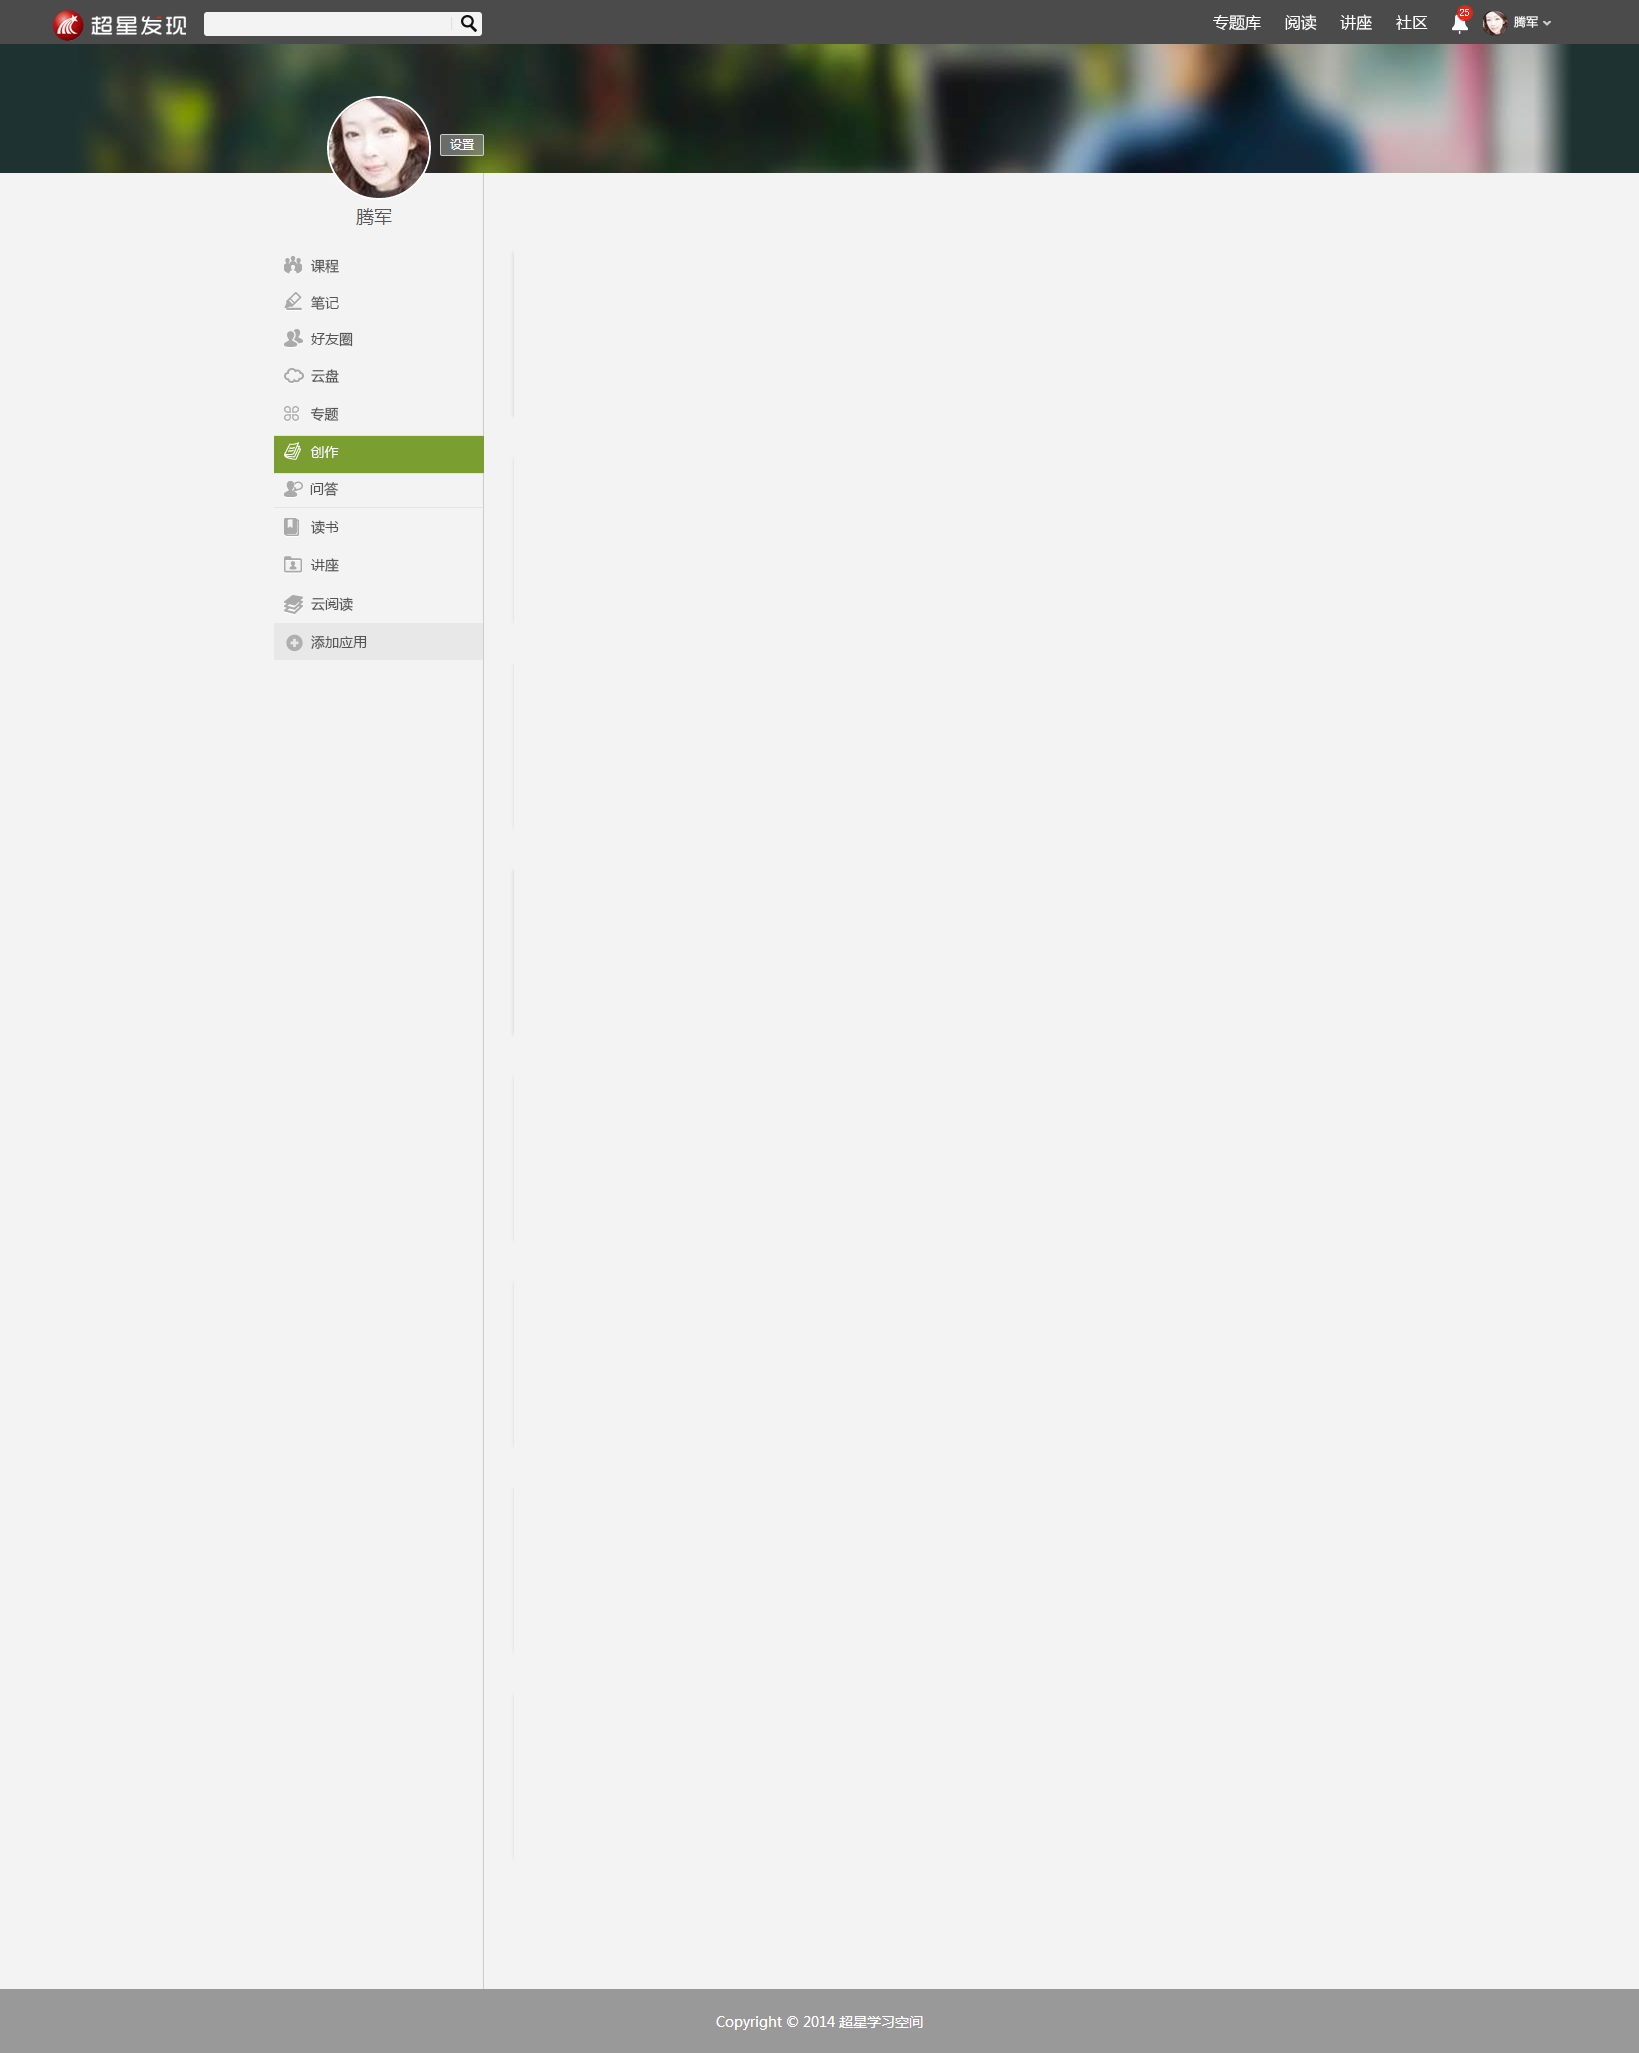 超星发现
专题库 阅读 讲座 社区 25 腾军
设置
腾军
课程
笔记
好友圈
云盘
专题
创作
问答
读书
讲座
云阅读
添加应用
Copyright © 2014 超星学习空间